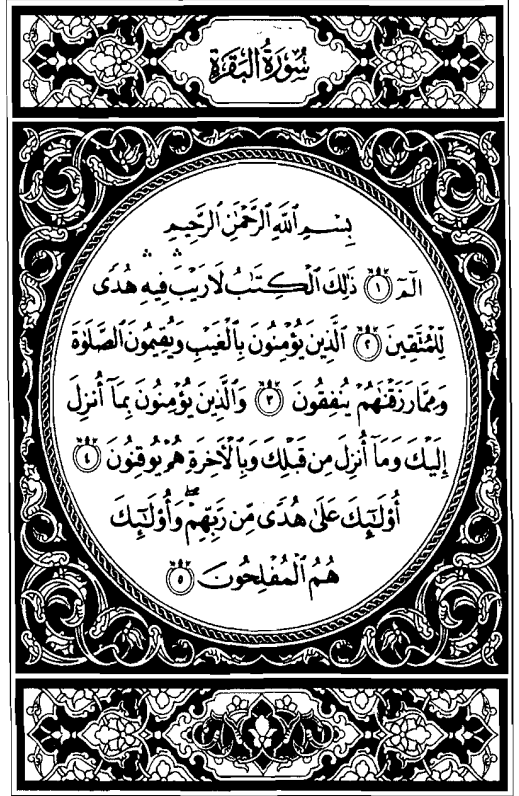 سُورَةُ البَقَرَةِ
بِسْمِ ٱللَّهِ ٱلرَّحْمَٰنِ ٱلرَّحِيمِ
الٓمٓ ١ ذَٰلِكَ ٱلْكِتَٰبُ لَا رَيْبَ فِيهِ هُدًى
لِّلْمُتَّقِينَ ٢ ٱلَّذِينَ يُؤْمِنُونَ بِٱلْغَيْبِ وَيُقِيمُونَ ٱلصَّلَوٰةَ
وَمِمَّا رَزَقْنَٰهُمْ يُنفِقُونَ ٣ وَٱلَّذِينَ يُؤْمِنُونَ بِمَآ أُنزِلَ
إِلَيْكَ وَمَآ أُنزِلَ مِن قَبْلِكَ وَبِٱلْءَاخِرَةِ هُمْ يُوقِنُونَ ٤
أُو۟لَٰٓئِكَ عَلَىٰ هُدًى مِّن رَّبِّهِمْ ۖ وَأُو۟لَٰٓئِكَ
هُمُ ٱلْمُفْلِحُونَ ٥